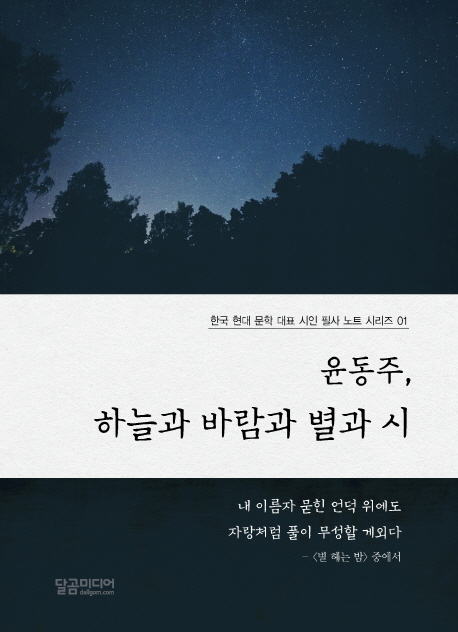 한국 현대 문학 대표 시인 필사 노트 시리즈 01
윤동주,
하늘과 바람과 별과 시
내 이름자 묻힌 언덕 위에도
자랑처럼 풀이 무성할 게외다
- <별 헤는 밤> 중에서
달곰미디어
dallgom.com